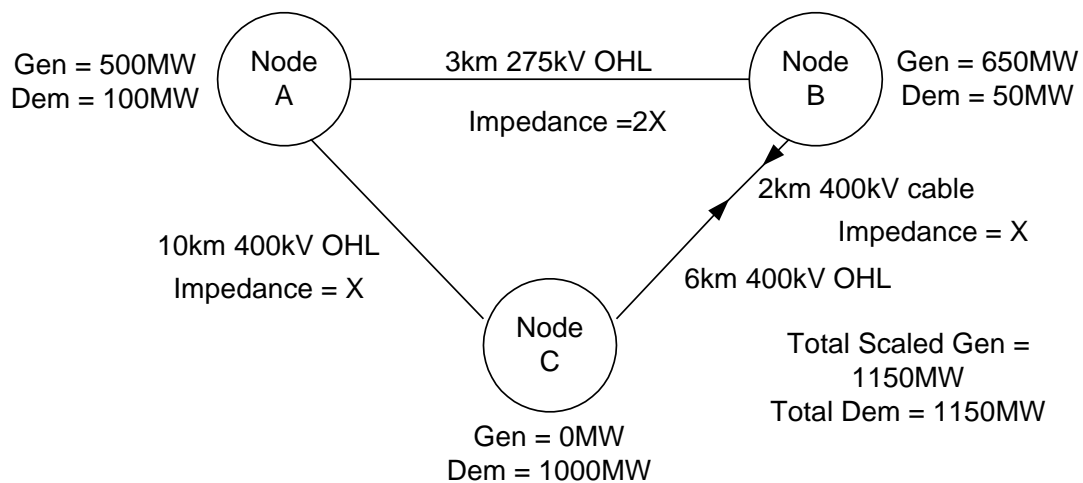 Gen = 500MW
Dem = 100MW
Node
A
3km 275kV OHL
Impedance =2X
Node
B
Gen = 650MW
Dem = 50MW
2km 400kV cable
Impedance = X
10km 400kV OHL
Impedance = X
6km 400kV OHL
Node
C
Total Scaled Gen =
1150MW
Total Dem = 1150MW
Gen = 0MW
Dem = 1000MW